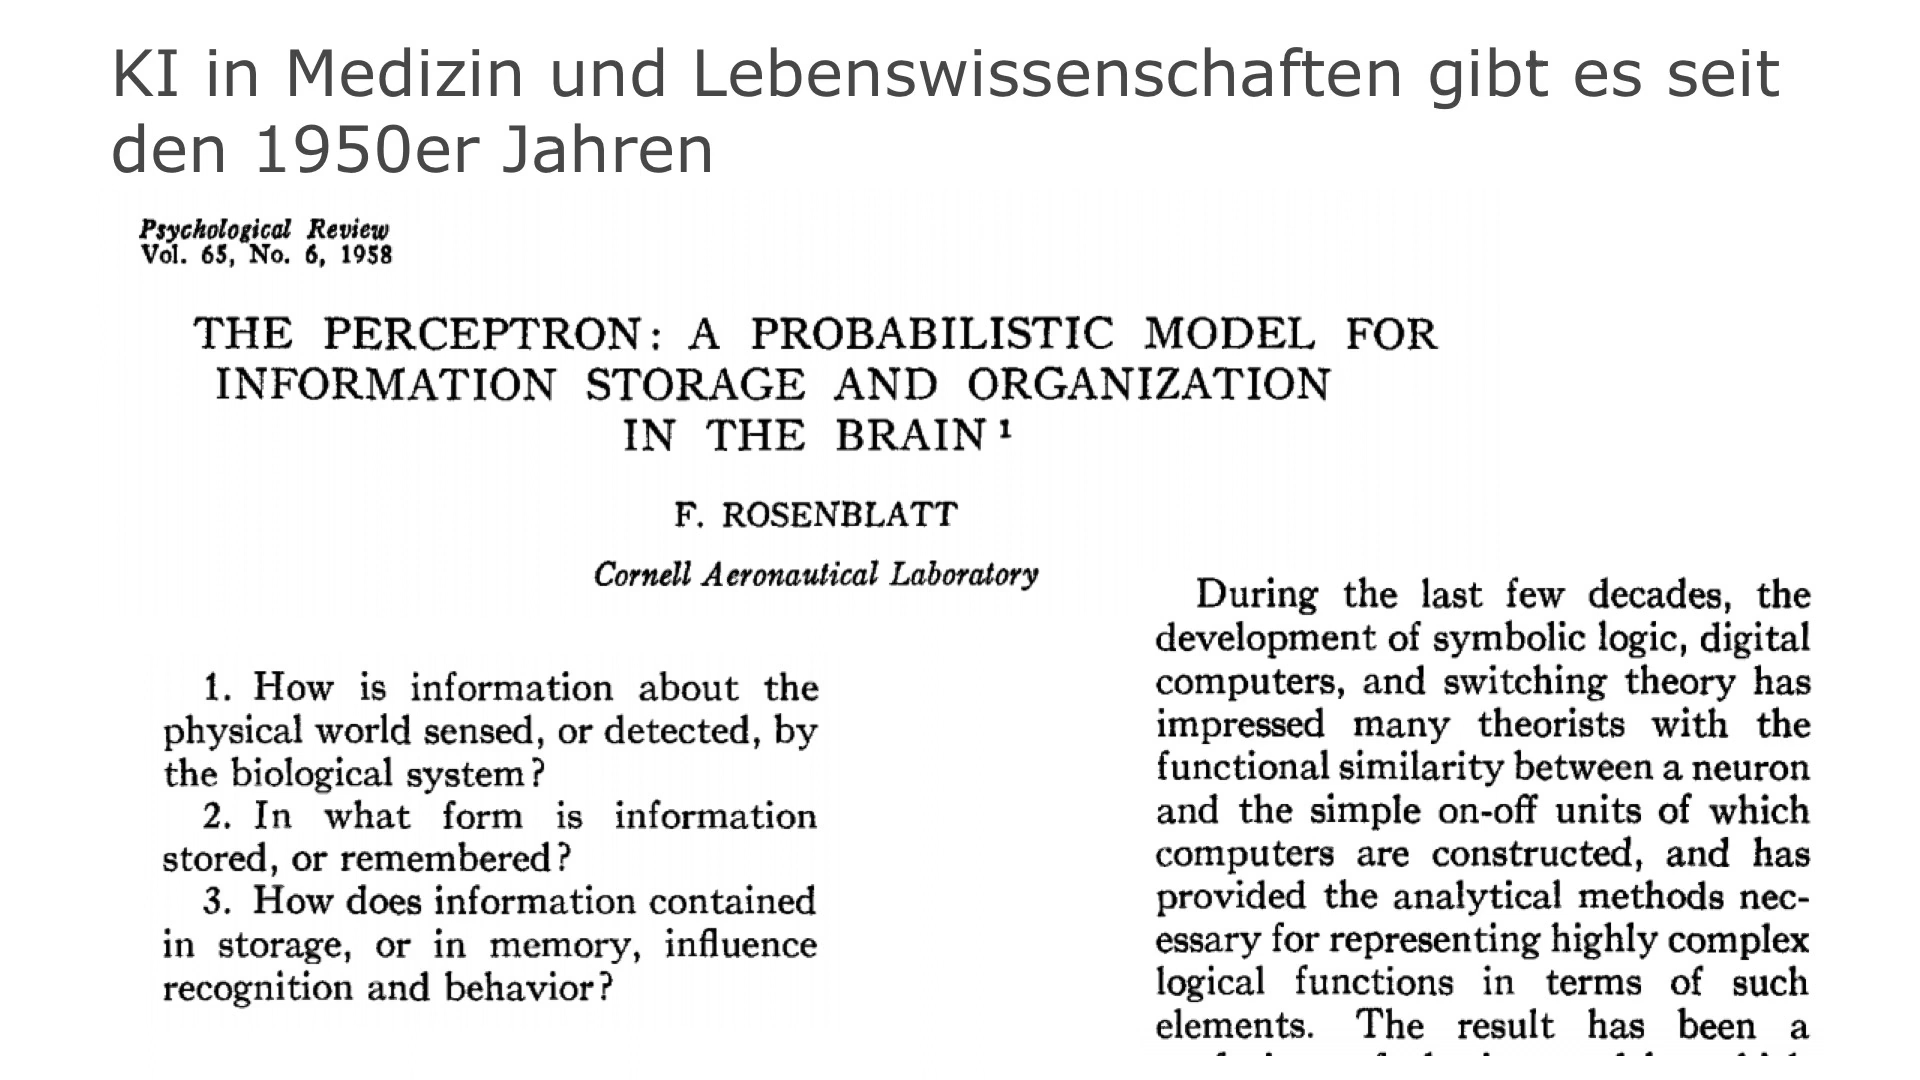 KI in Medizin und Lebenswissenschaften gibt es seit
den 1950er Jahren
Psychological Review
Vol. 65, No. 6, 1958
THE PERCEPTRON: A PROBABILISTIC MODEL FOR
INFORMATION STORAGE AND ORGANIZATION
IN THE BRAIN¹
F. ROSENBLATT
Cornell Aeronautical Laboratory
1. How is information about the
physical world sensed, or detected, by
the biological system?
2. In what form is information
stored, or remembered?
3. How does information contained
in storage, or in memory, influence
recognition and behavior?
During the last few decades, the
development of symbolic logic, digital
computers, and switching theory has
impressed many theorists with the
functional similarity between a neuron
and the simple on-off units of which
computers are constructed, and has
provided the analytical methods nec-
essary for representing highly complex
logical functions in terms of such
elements. The result has been a